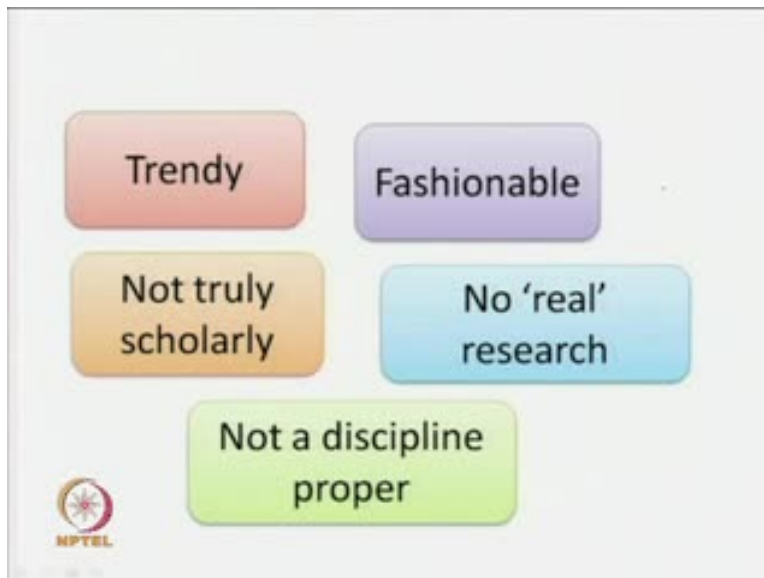 Trendy
Fashionable
Not truly
scholarly
No ‘real’
research
Not a discipline
proper
NPTEL